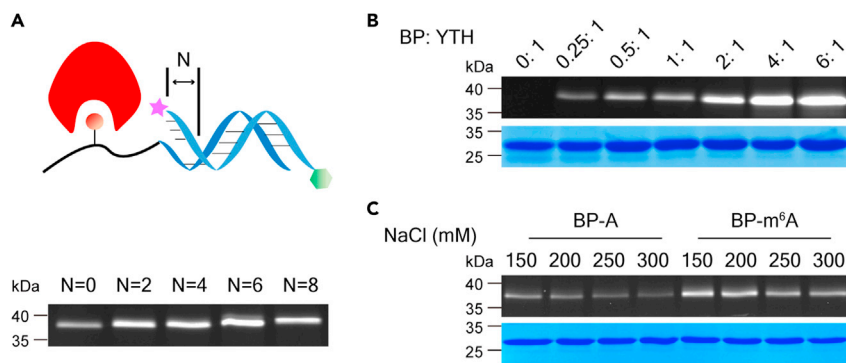 A
N
kDa N=0 N=2 N=4 N=6 N=8
40
35
B
BP: YTH 0: 1 0.25: 1 0.5: 1 1: 1 2: 1 4: 1 6: 1
kDa
40
35
35
25
C
BP-A BP-m⁶A
NaCl (mM)
kDa 150 200 250 300 150 200 250 300
40
35
35
25